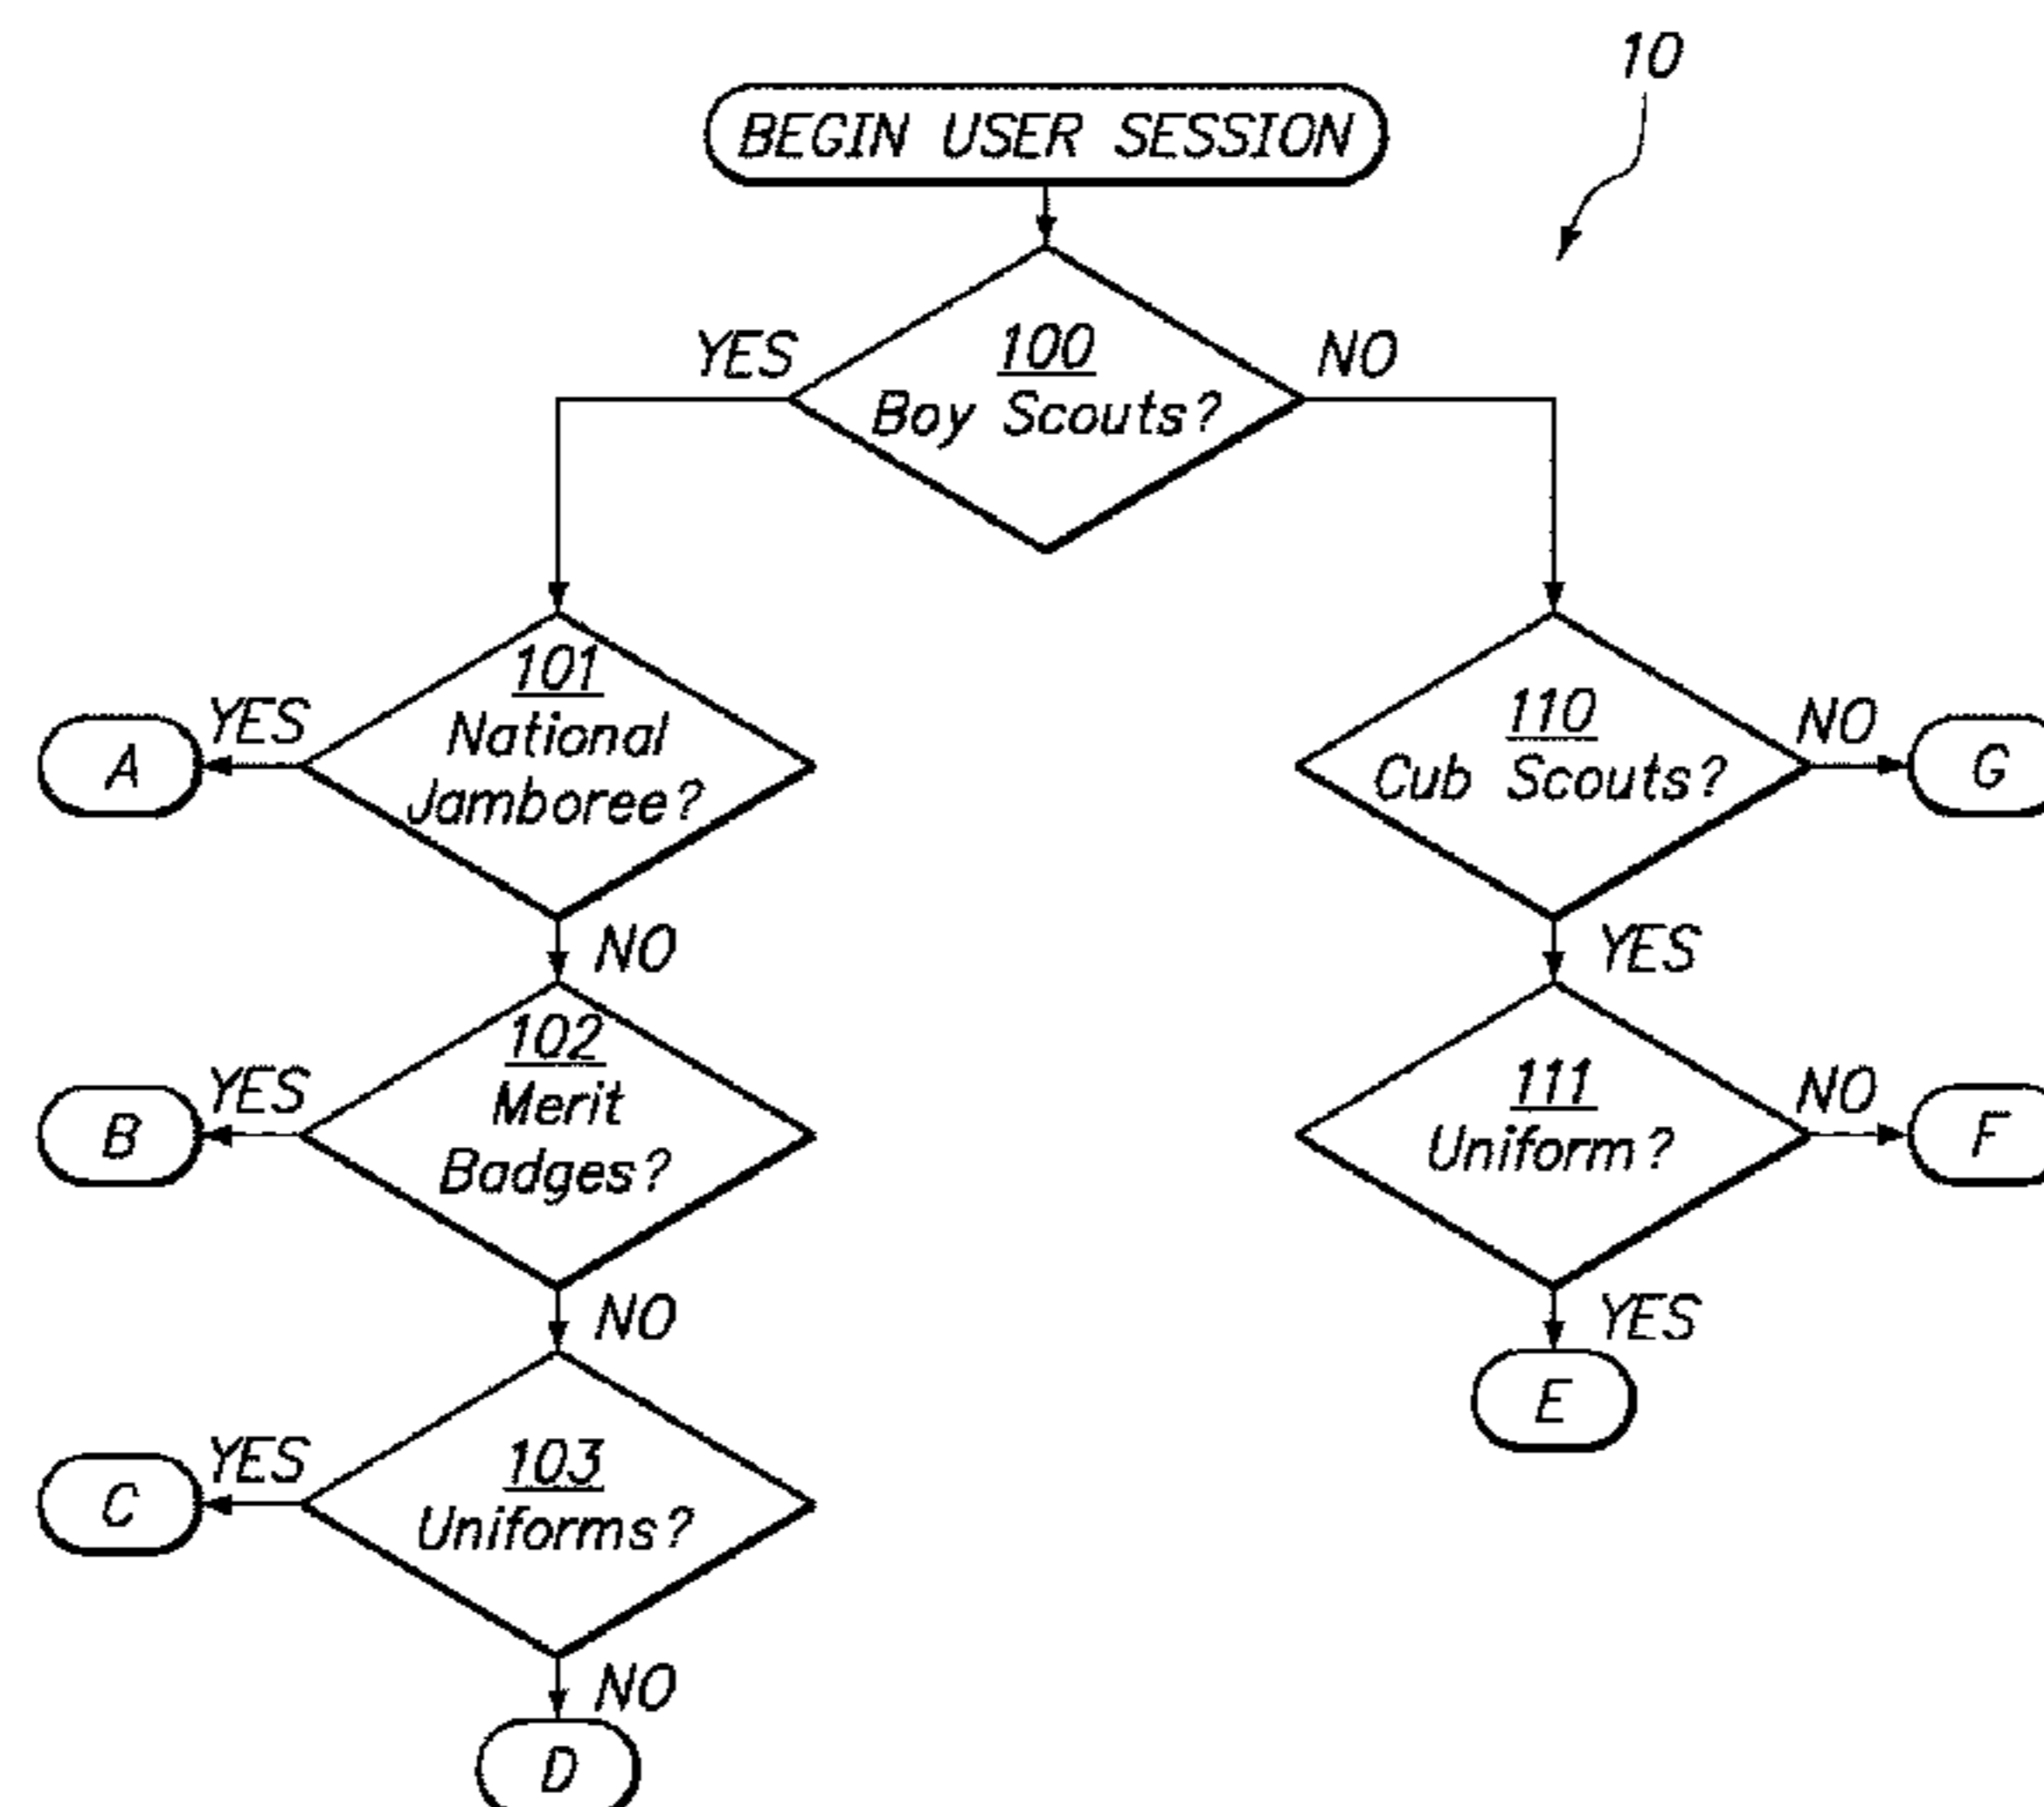 10
BEGIN USER SESSION
YES
100
NO
Boy Scouts?
101
National
Jamboree?
YES
A
110
Cub Scouts?
NO
G
NO
YES
102
Merit
Badges?
YES
B
111
Uniform?
NO
F
NO
YES
103
Uniforms?
YES
C
E
NO
D